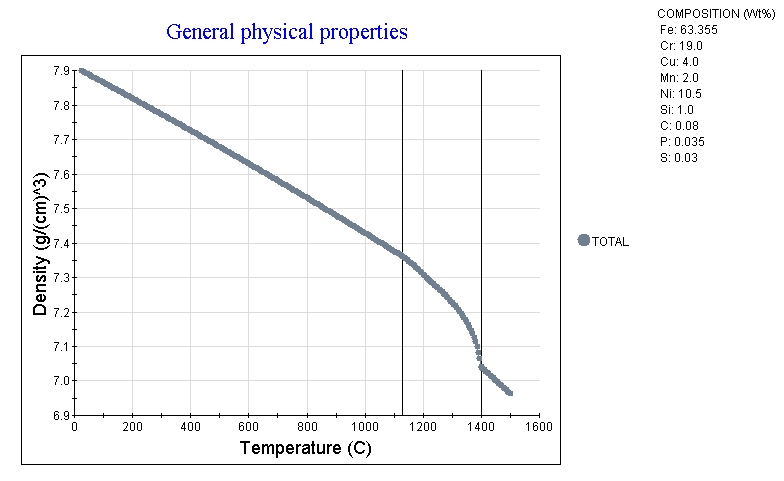 General physical properties
COMPOSITION (Wt%)
Fe: 63.355
Cr: 19.0
Cu: 4.0
Mn: 2.0
Ni: 10.5
Si: 1.0
C: 0.08
P: 0.035
S: 0.03
7.9
7.8
7.7
7.6
7.5
7.4
7.3
7.2
7.1
7.0
6.9
Density (g/(cm)^3)
TOTAL
0 200 400 600 800 1000 1200 1400 1600
Temperature (C)